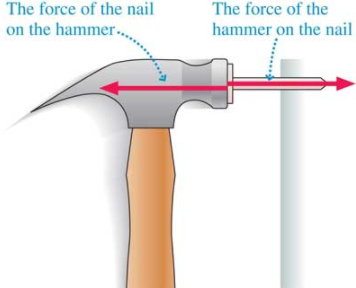 The force of the nail
on the hammer
The force of the
hammer on the nail